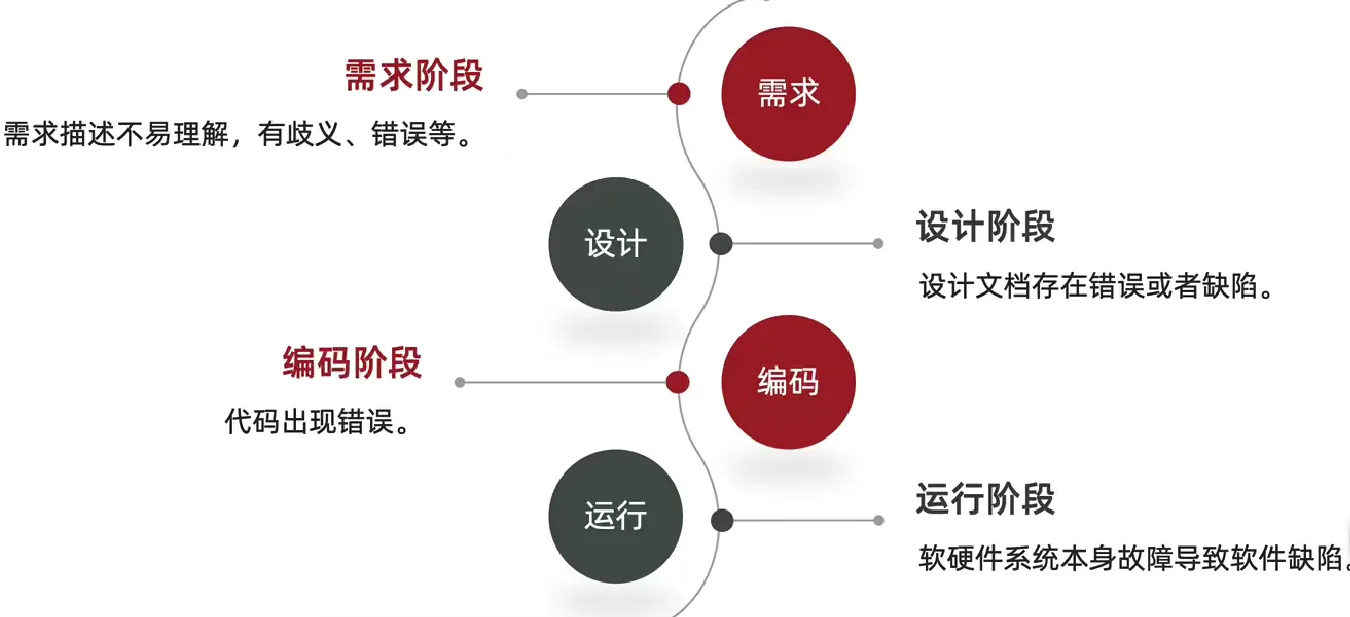 需求阶段
需求描述不易理解，有歧义、错误等。
需求
设计
设计阶段
设计文档存在错误或者缺陷。
编码阶段
代码出现错误。
编码
运行
运行阶段
软硬件系统本身故障导致软件缺陷。